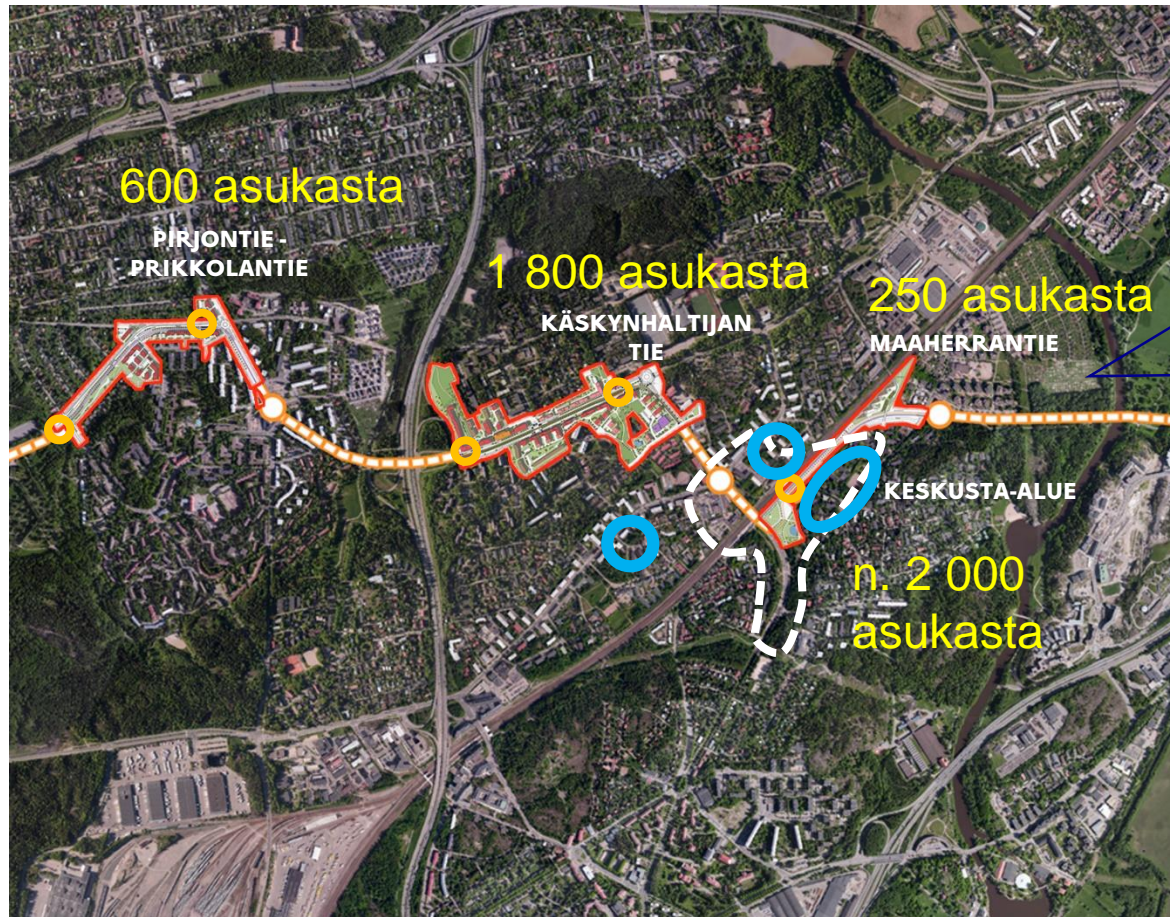 600 asukasta
PIRJONTIE -
PRIKKOLANTIE
1 800 asukasta
KÄSKYNHALTIJAN
TIE
250 asukasta
MAAHERRANTIE
KESKUSTA-ALUE
n. 2 000
asukasta